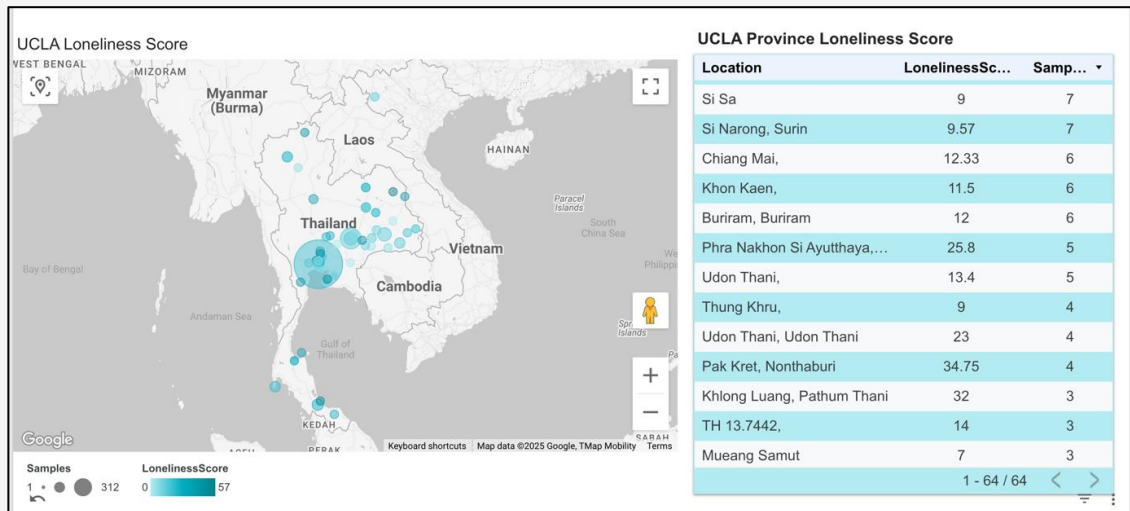 UCLA Loneliness Score
WEST BENGAL
MIZORAM
Myanmar
(Burma)
Laos
HAINAN
Paracel
Islands
South
China Sea
Thailand
Vietnam
Bay of Bengal
Cambodia
Andaman Sea
Gulf of
Thailand
Islands
KEDAH
PERAK
SABAH
Google
Keyboard shortcuts Map data ©2025 Google, TMap Mobility Terms
Samples
1 312
LonelinessScore
0 57
UCLA Province Loneliness Score
Location LonelinessSc... Samp...
Si Sa 9 7
Si Narong, Surin 9.57 7
Chiang Mai, 12.33 6
Khon Kaen, 11.5 6
Buriram, Buriram 12 6
Phra Nakhon Si Ayutthaya,... 25.8 5
Udon Thani, 13.4 5
Thung Khru, 9 4
Udon Thani, Udon Thani 23 4
Pak Kret, Nonthaburi 34.75 4
Khlong Luang, Pathum Thani 32 3
TH 13.7442, 14 3
Mueang Samut 7 3
1 - 64 / 64